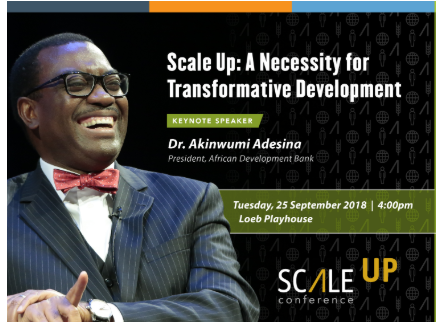 Scale Up: A Necessity for
Transformative Development
KEYNOTE SPEAKER
Dr. Akinwumi Adesina
President, African Development Bank
Tuesday, 25 September 2018 | 4:00pm
Loeb Playhouse
SCALE UP
conference